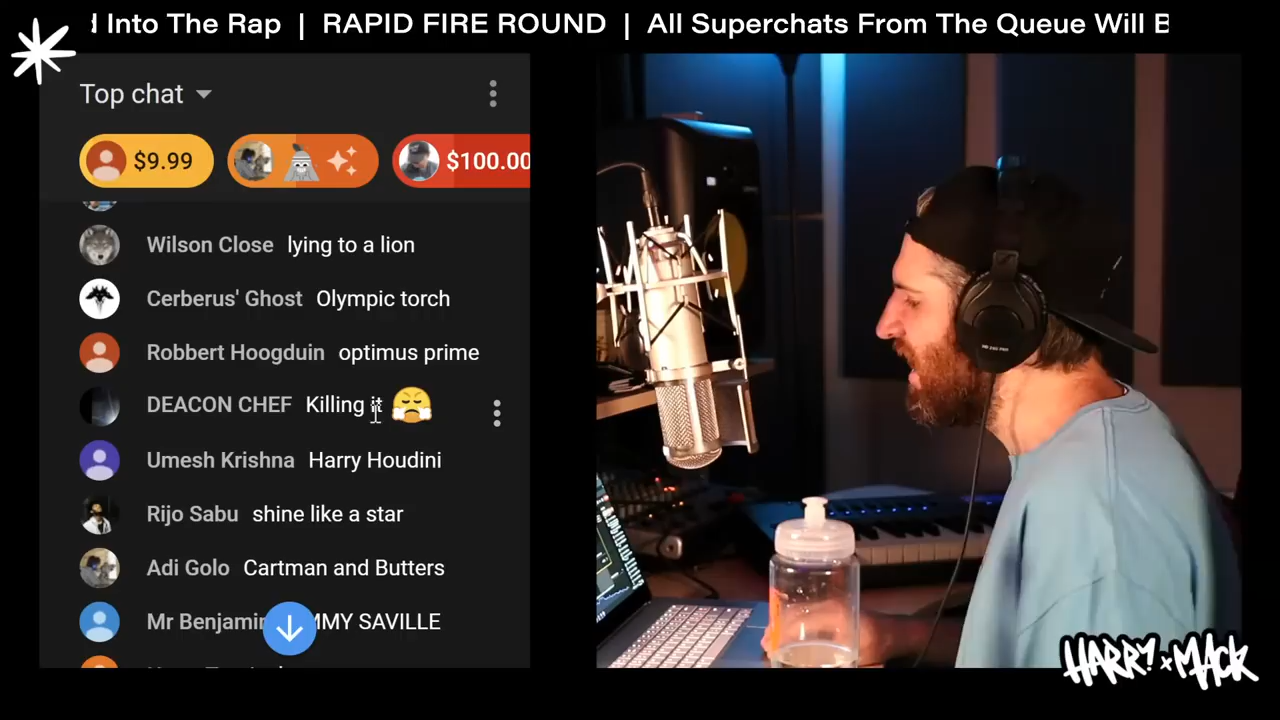 Into The Rap | RAPID FIRE ROUND | All Superchats From The Queue Will B
Top chat
$9.99
$100.00
Wilson Close lying to a lion
Cerberus' Ghost Olympic torch
Robbert Hoogduin optimus prime
DEACON CHEF Killing it
Umesh Krishna Harry Houdini
Rijo Sabu shine like a star
Adi Golo Cartman and Butters
Mr Benjamin MMY SAVILLE
HARRY x MACK